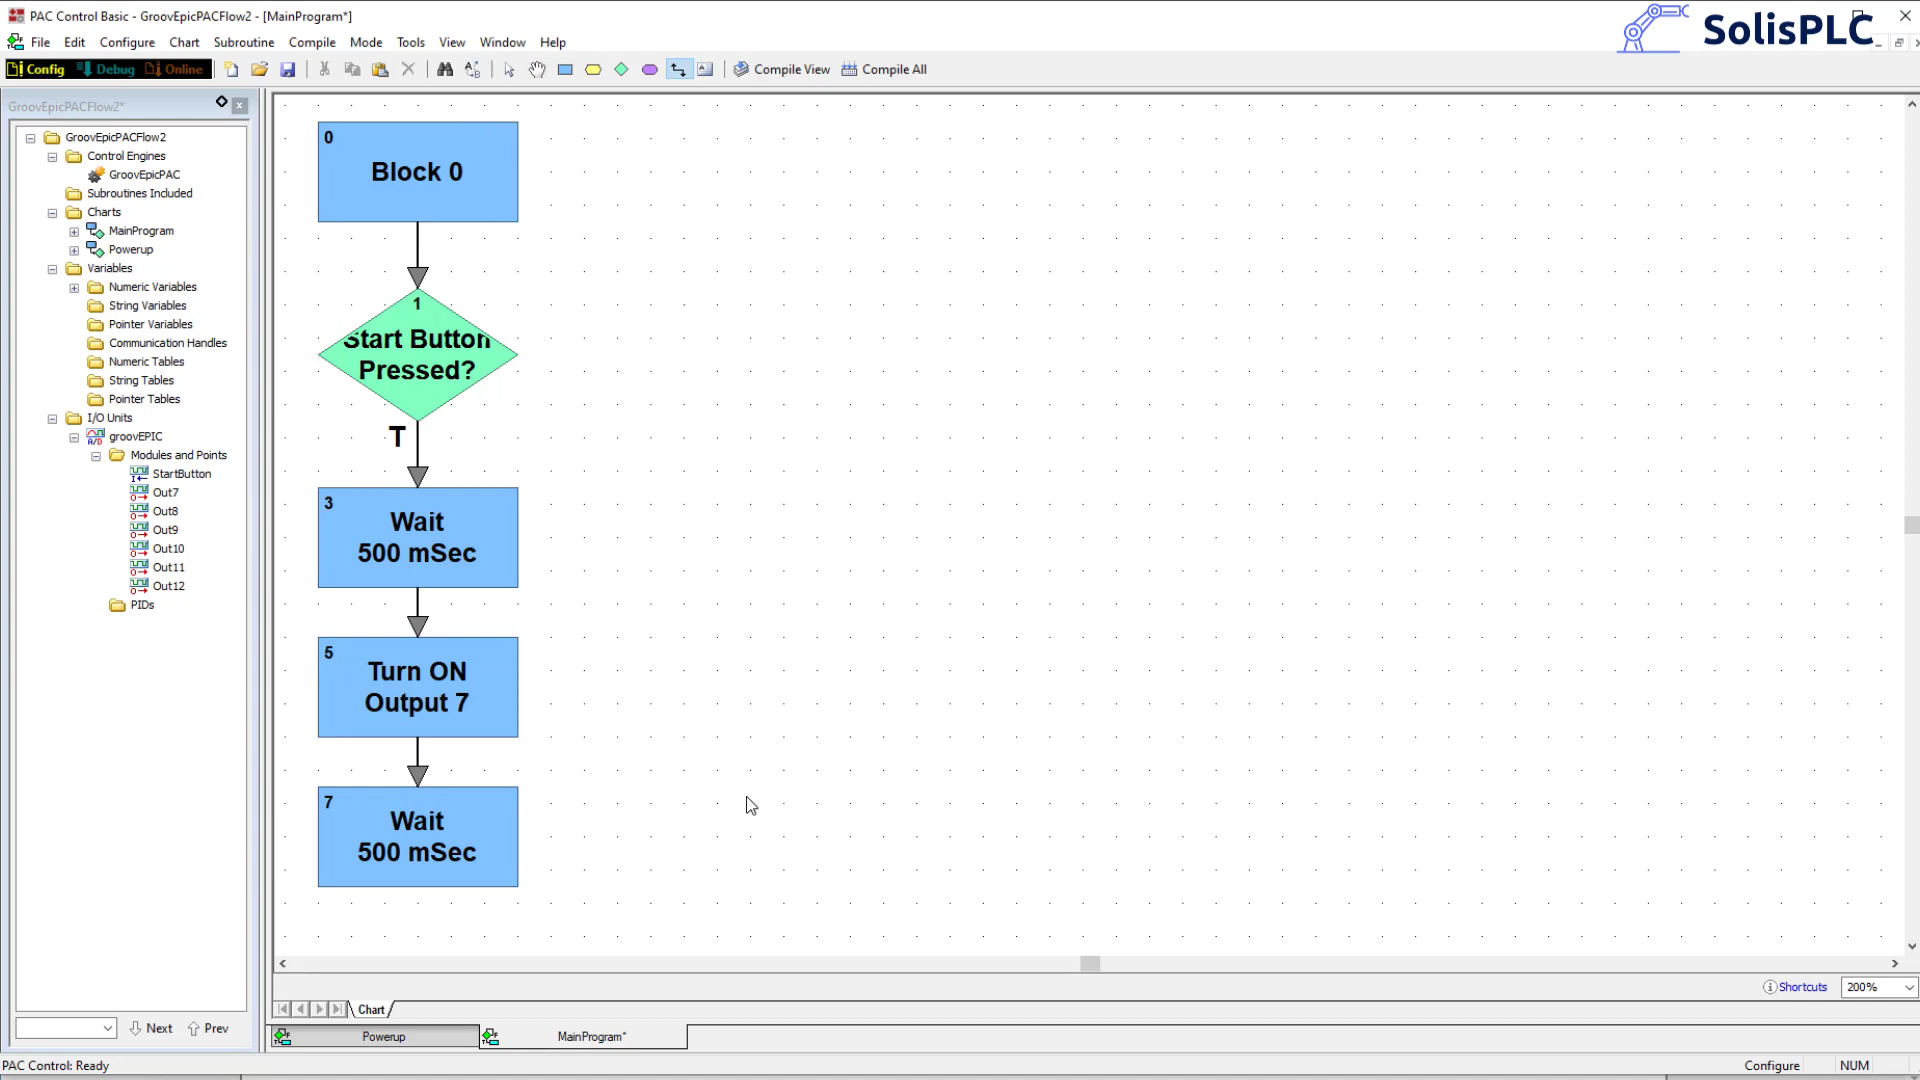 PAC Control Basic - GroovEpicPACFlow2 - [MainProgram*]
SolisPLC
File Edit Configure Chart Subroutine Compile Mode Tools View Window Help
Config Debug Online Compile View Compile All
GroovEpicPACFlow2*
GroovEpicPACFlow2
Control Engines
GroovEpicPAC
Subroutines Included
Charts
MainProgram
Powerup
Variables
Numeric Variables
String Variables
Pointer Variables
Communication Handles
Numeric Tables
String Tables
Pointer Tables
I/O Units
groovEPIC
Modules and Points
StartButton
Out7
Out8
Out9
Out10
Out11
Out12
PIDs
Next Prev
0
Block 0
1
Start Button
Pressed?
T
3
Wait
500 mSec
5
Turn ON
Output 7
7
Wait
500 mSec
Shortcuts 200%
Chart
Powerup MainProgram*
PAC Control: Ready Configure NUM